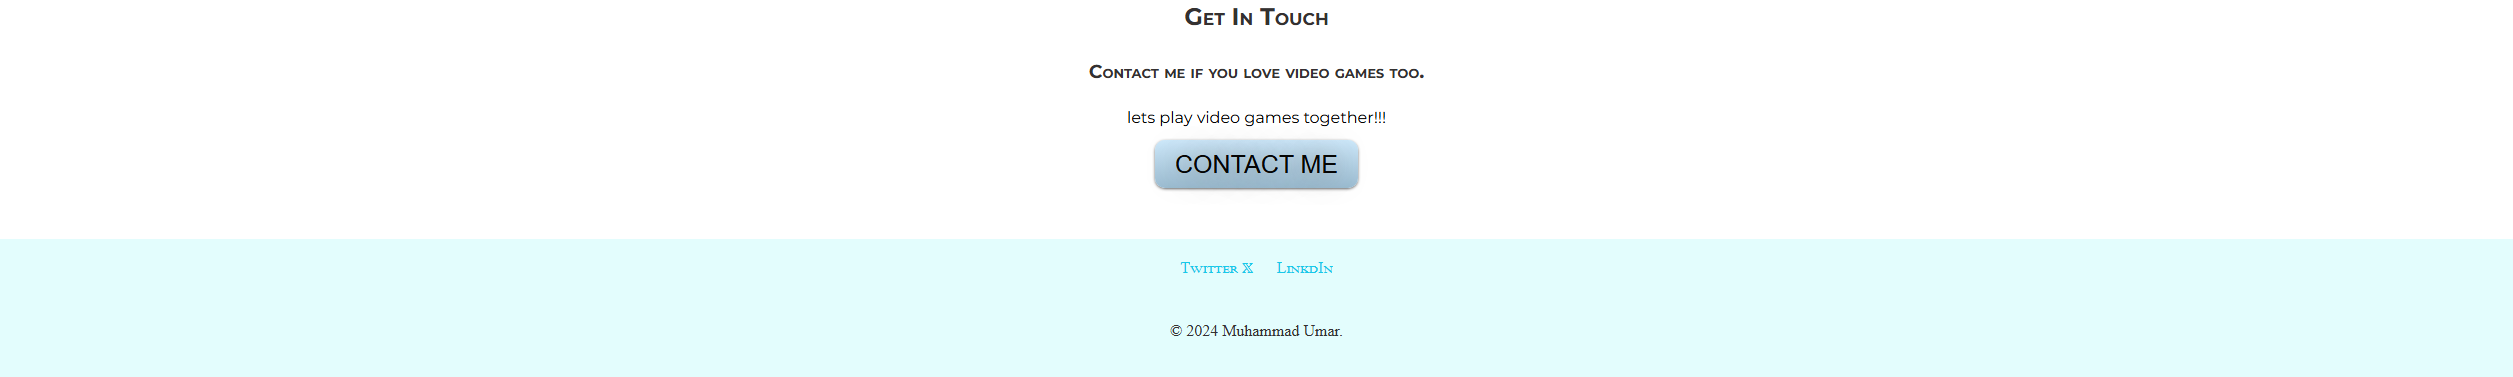 Get In Touch
Contact me if you love video games too.
lets play video games together!!!
CONTACT ME
Twitter X LinkdIn
© 2024 Muhammad Umar.